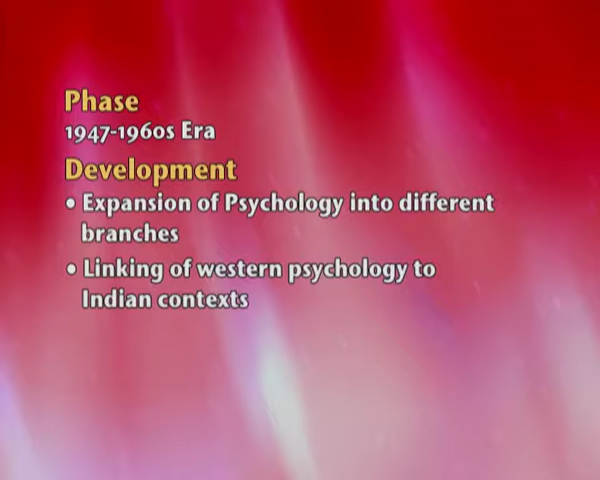 Phase
1947-1960s Era
Development
• Expansion of Psychology into different
branches
• Linking of western psychology to
Indian contexts